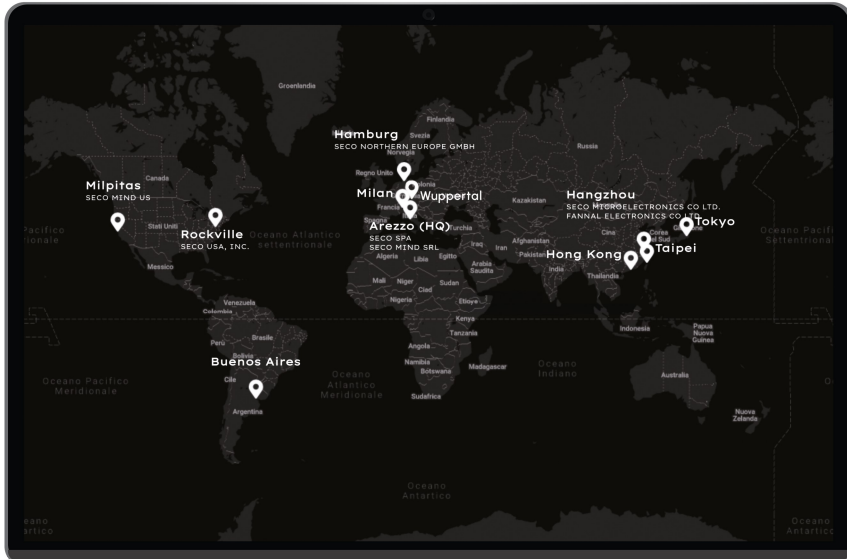 Groenlandia
Finlandia
Hamburg
Svezia
SECO NORTHERN EUROPE GMBH
Russia
Norvegia
Regno Unito
Canada
Milpitas
Milan
Wuppertal
Hangzhou
SECO MIND US
Kazakistan
SECO MICROELECTRONICS CO LTD.
Francia
FANNAL ELECTRONICS CO LTD
Stati Uniti
Spagna
Arezzo (HQ)
Turchia
Cina
Corea
del Sud
Tokyo
Rockville
Oceano Atlantico
settentrionale
SECO USA, INC.
SECO SPA
SECO MIND SRL
Iraq
Iran
Afghanistan
Pakistan
Hong Kong
Taipei
Pacifico
Settentrionale
Messico
Algeria
Libia
Egitto
Arabia
Saudita
India
Thailandia
Mali
Niger
Ciad
Sudan
Nigeria
Etiopia
Venezuela
Colombia
Kenya
Indonesia
Papua
Nuova
Guinea
Perù
Brasile
Tanzania
Bolivia
Angola
Buenos Aires
Namibia
Botswana
Madagascar
Oceano
Indiano
Australia
Oceano Pacifico
Meridionale
Cile
Oceano
Atlantico
Meridionale
Sudafrica
Argentina
Nuova
Zelanda
Oceano
Antartico